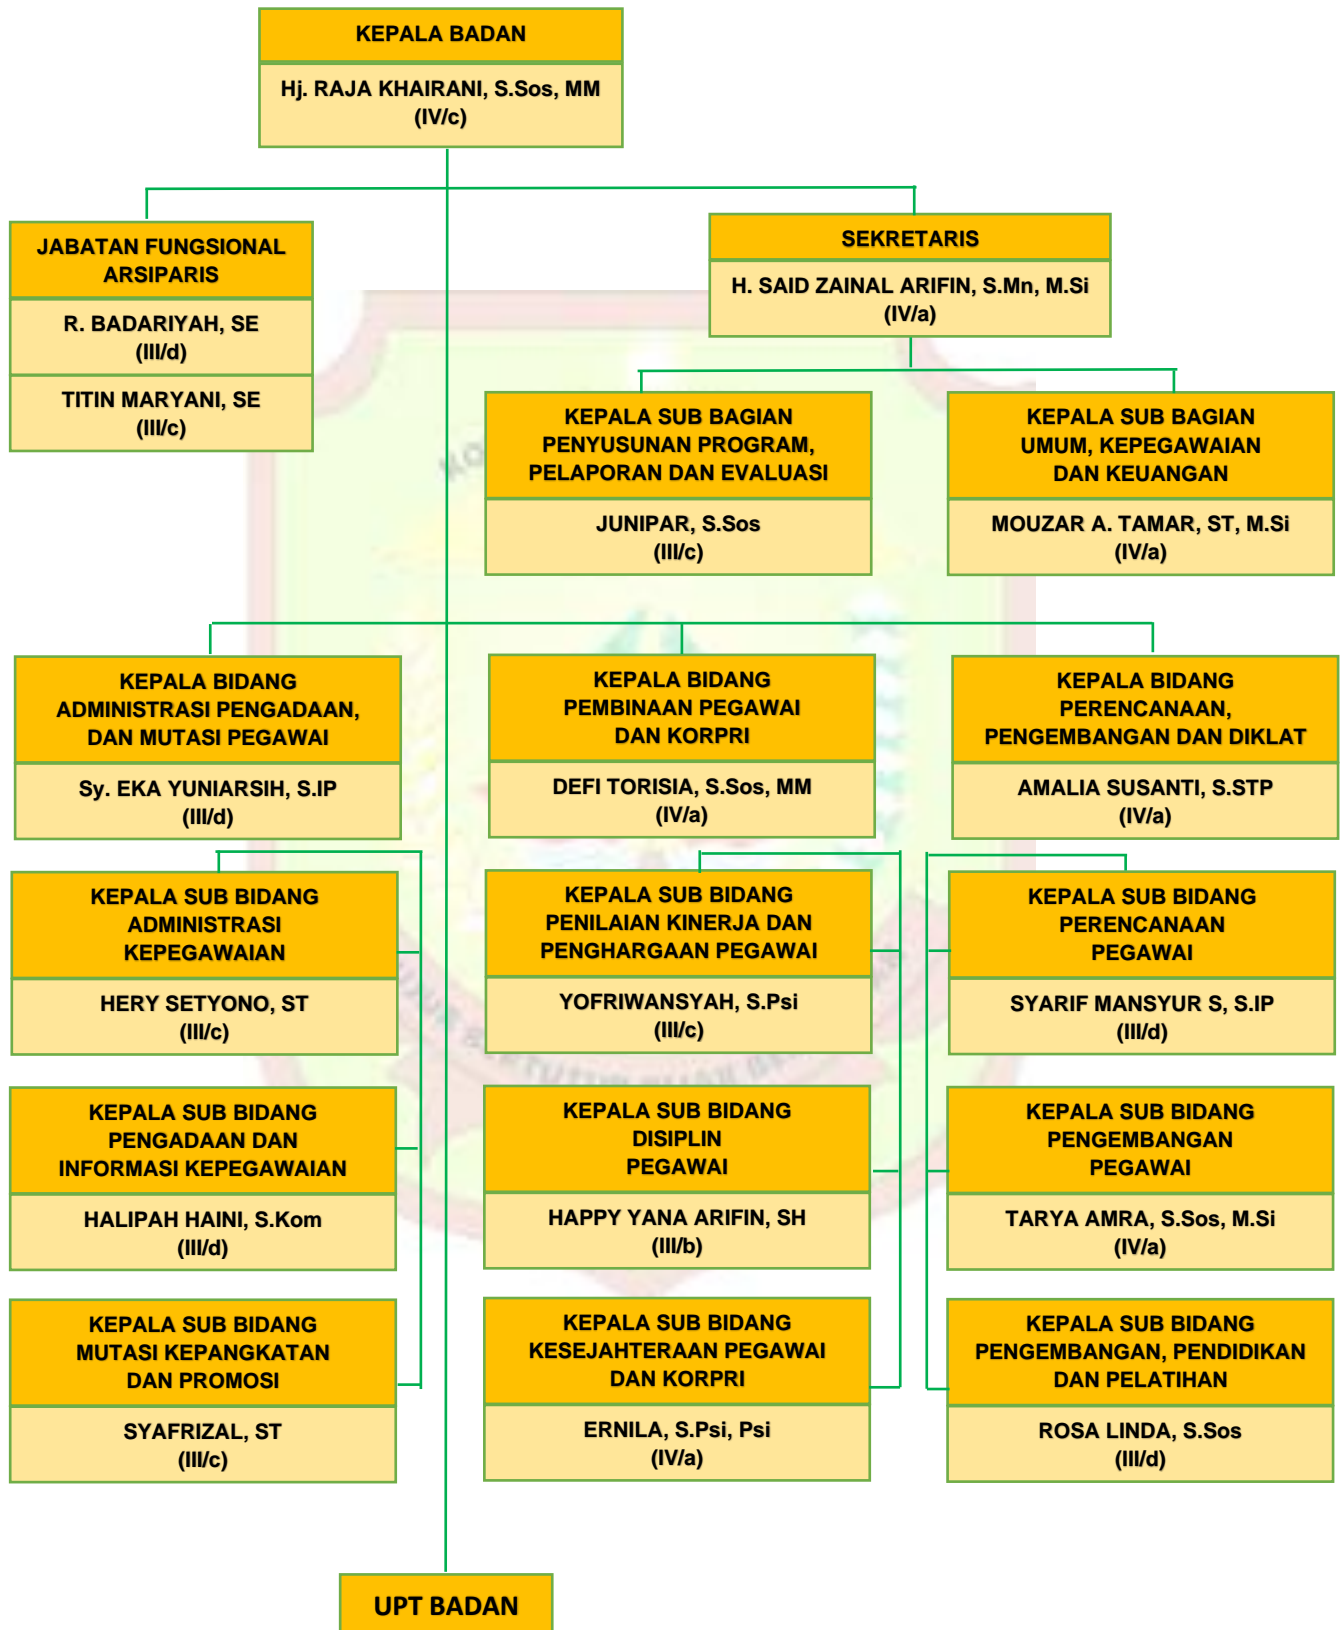 KEPALA BADAN
Hj. RAJA KHAIRANI, S.Sos, MM
(IV/c)
JABATAN FUNGSIONAL
ARSIPARIS
R. BADARIYAH, SE
(III/d)
TITIN MARYANI, SE
(III/c)
SEKRETARIS
H. SAID ZAINAL ARIFIN, S.Mn, M.Si
(IV/a)
KEPALA SUB BAGIAN
PENYUSUNAN PROGRAM,
PELAPORAN DAN EVALUASI
JUNIPAR, S.Sos
(III/c)
KEPALA SUB BAGIAN
UMUM, KEPEGAWAIAN
DAN KEUANGAN
MOUZAR A. TAMAR, ST, M.Si
(IV/a)
KEPALA BIDANG
ADMINISTRASI PENGADAAN,
DAN MUTASI PEGAWAI
Sy. EKA YUNIARSIH, S.IP
(III/d)
KEPALA BIDANG
PEMBINAAN PEGAWAI
DAN KORPRI
DEFI TORISIA, S.Sos, MM
(IV/a)
KEPALA BIDANG
PERENCANAAN,
PENGEMBANGAN DAN DIKLAT
AMALIA SUSANTI, S.STP
(IV/a)
KEPALA SUB BIDANG
ADMINISTRASI
KEPEGAWAIAN
HERY SETYONO, ST
(III/c)
KEPALA SUB BIDANG
PENILAIAN KINERJA DAN
PENGHARGAAN PEGAWAI
YOFRIWANSYAH, S.Psi
(III/c)
KEPALA SUB BIDANG
PERENCANAAN
PEGAWAI
SYARIF MANSYUR S, S.IP
(III/d)
KEPALA SUB BIDANG
PENGADAAN DAN
INFORMASI KEPEGAWAIAN
HALIPAH HAINI, S.Kom
(III/d)
KEPALA SUB BIDANG
DISIPLIN
PEGAWAI
HAPPY YANA ARIFIN, SH
(III/b)
KEPALA SUB BIDANG
PENGEMBANGAN
PEGAWAI
TARYA AMRA, S.Sos, M.Si
(IV/a)
KEPALA SUB BIDANG
MUTASI KEPANGKATAN
DAN PROMOSI
SYAFRIZAL, ST
(III/c)
KEPALA SUB BIDANG
KESEJAHTERAAN PEGAWAI
DAN KORPRI
ERNILA, S.Psi, Psi
(IV/a)
KEPALA SUB BIDANG
PENGEMBANGAN, PENDIDIKAN
DAN PELATIHAN
ROSA LINDA, S.Sos
(III/d)
UPT BADAN